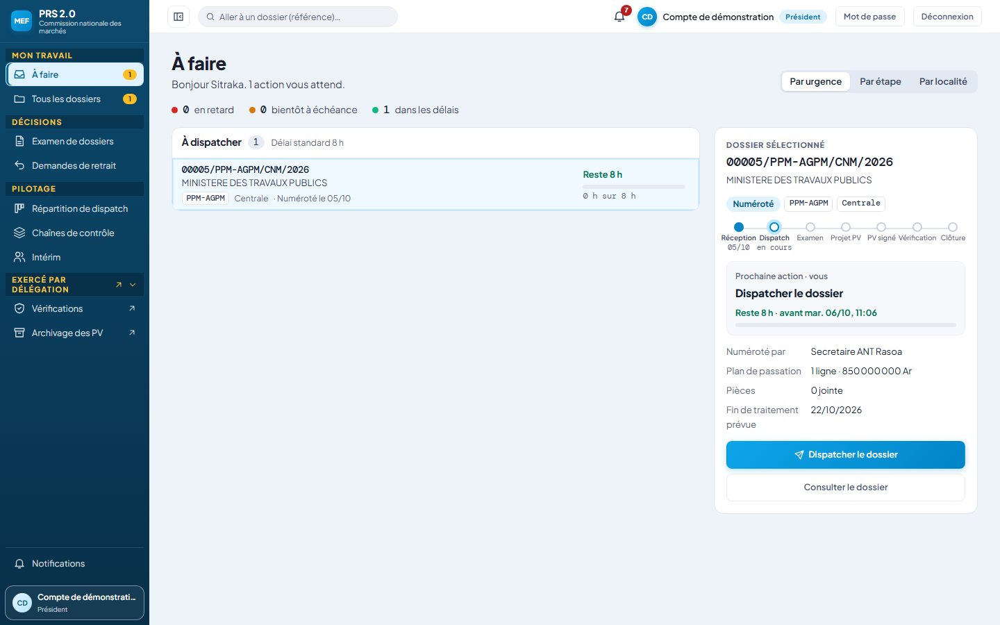 MEF
PRS 2.0
Commission nationale des
marchés
MON TRAVAIL
À faire 1
Tous les dossiers 1
DÉCISIONS
Examen de dossiers
Demandes de retrait
PILOTAGE
Répartition de dispatch
Chaînes de contrôle
Intérim
EXERCÉ PAR
DÉLÉGATION
Vérifications
Archivage des PV
Notifications
CD
Compte de démonstrati...
Président
Aller à un dossier (référence)...
7
CD
Compte de démonstration
Président
Mot de passe
Déconnexion
À faire
Bonjour Sitraka. 1 action vous attend.
Par urgence
Par étape
Par localité
0 en retard
0 bientôt à échéance
1 dans les délais
À dispatcher 1 Délai standard 8 h
00005/PPM-AGPM/CNM/2026
MINISTERE DES TRAVAUX PUBLICS
PPM-AGPM Centrale · Numéroté le 05/10
Reste 8 h
0 h sur 8 h
DOSSIER SÉLECTIONNÉ
00005/PPM-AGPM/CNM/2026
MINISTERE DES TRAVAUX PUBLICS
Numéroté PPM-AGPM Centrale
Réception Dispatch Examen Projet PV PV signé Vérification Clôture
05/10 en cours
Prochaine action · vous
Dispatcher le dossier
Reste 8 h · avant mar. 06/10, 11:06
Numéroté par Secretaire ANT Rasoa
Plan de passation 1 ligne · 850 000 000 Ar
Pièces 0 jointe
Fin de traitement 22/10/2026
prévue
Dispatcher le dossier
Consulter le dossier